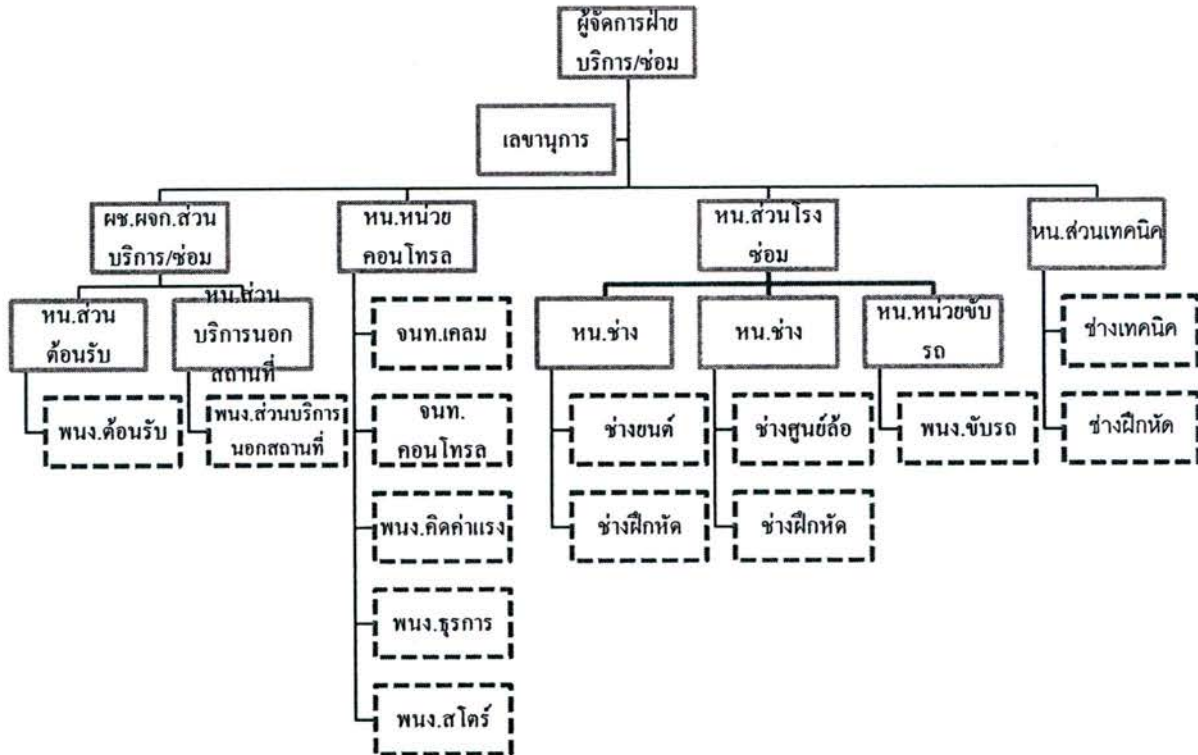 ผู้จัดการฝ่าย
บริการ/ซ่อม
เลขานุการ
ผช.ผจก.ส่วน
บริการ/ซ่อม
หน.หน่วย
คอนโทรล
หน.ส่วนโรง
ซ่อม
หน.ส่วนเทคนิค
หน.ส่วน
ต้อนรับ
หน.ส่วน
บริการนอก
สถานที่
พนง.ต้อนรับ
พนง.ส่วนบริการ
นอกสถานที่
จนท.เคลม
จนท.
คอนโทรล
พนง.คิดค่าแรง
พนง.ธุรการ
พนง.สโตร์
หน.ช่าง
ช่างยนต์
ช่างฝึกหัด
หน.ช่าง
ช่างศูนย์ล้อ
ช่างฝึกหัด
หน.หน่วยขับ
รถ
พนง.ขับรถ
ช่างเทคนิค
ช่างฝึกหัด